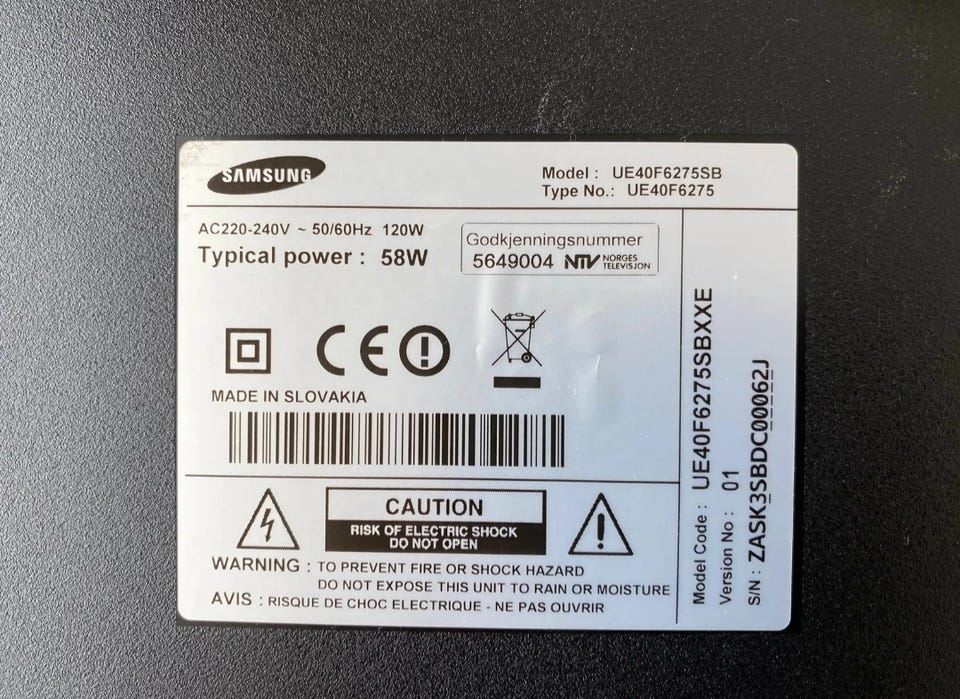 SAMSUNG
Model : UE40F6275SB
Type No.: UE40F6275
AC220-240V ~ 50/60Hz 120W
Typical power : 58W
Godkjenningsnummer
5649004 NTV NORGES
TELEVISJON
CE
MADE IN SLOVAKIA
CAUTION
RISK OF ELECTRIC SHOCK
DO NOT OPEN
WARNING : TO PREVENT FIRE OR SHOCK HAZARD
DO NOT EXPOSE THIS UNIT TO RAIN OR MOISTURE
AVIS : RISQUE DE CHOC ELECTRIQUE - NE PAS OUVRIR
Model Code : UE40F6275SBXXE
Version No : 01
S/N : ZASK3SBDC00062J